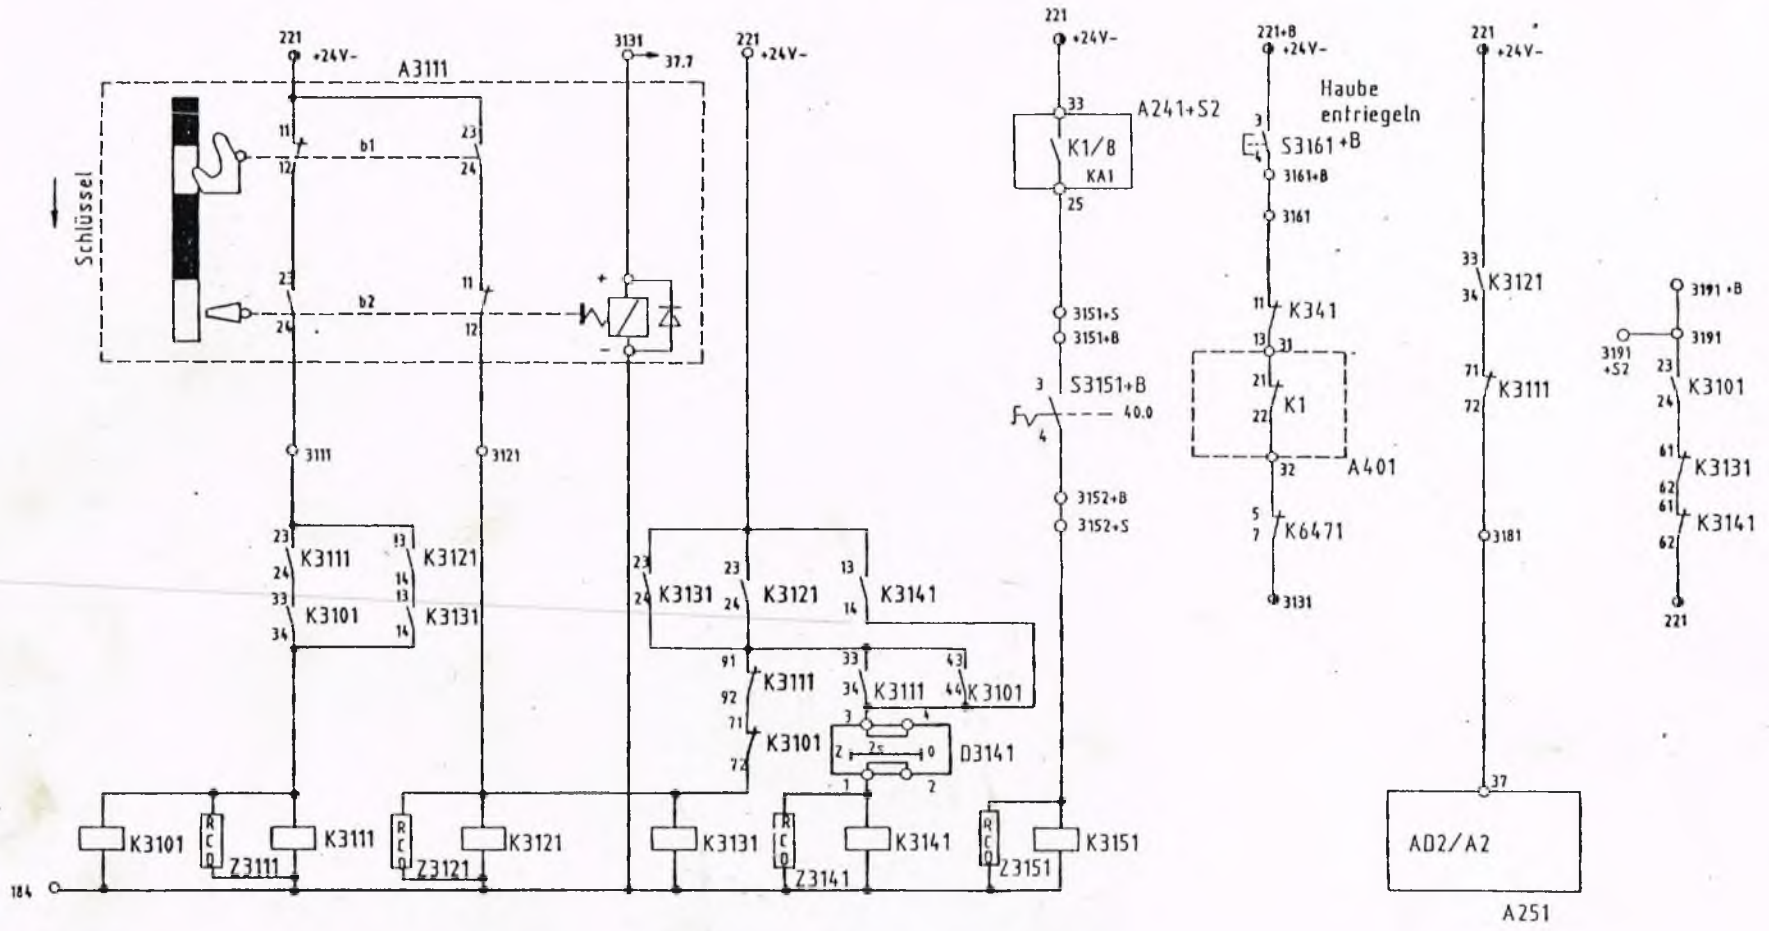 221
+24V-
3131
37.7
221
+24V-
221
+24V-
221+B
+24V-
221
+24V-
A3111
Schlüssel
11
12
b1
23
24
23
24
b2
11
12
+
-
33
A241+S2
K1/8
KA1
25
Haube
entriegeln
3
4
S3161+B
3161+B
3161
3151+S
3151+B
11
K341
13
31
33
34
K3121
3191+B
3191
3191
+S2
3
S3151+B
40.0
4
21
22
K1
32
A401
71
72
K3111
23
24
K3101
3111
3121
61
62
K3131
61
62
K3141
3152+B
3152+S
5
7
K6471
3131
3181
221
23
24
K3111
13
14
K3121
33
34
K3101
13
14
K3131
23
24
K3131
23
24
K3121
13
14
K3141
91
92
K3111
33
34
K3111
43
44
K3101
71
72
K3101
3
4
2s
0
D3141
1
2
37
AD2/A2
A251
K3101
RCD
Z3111
K3111
RCD
Z3121
K3121
K3131
RCD
Z3141
K3141
RCD
Z3151
K3151
184